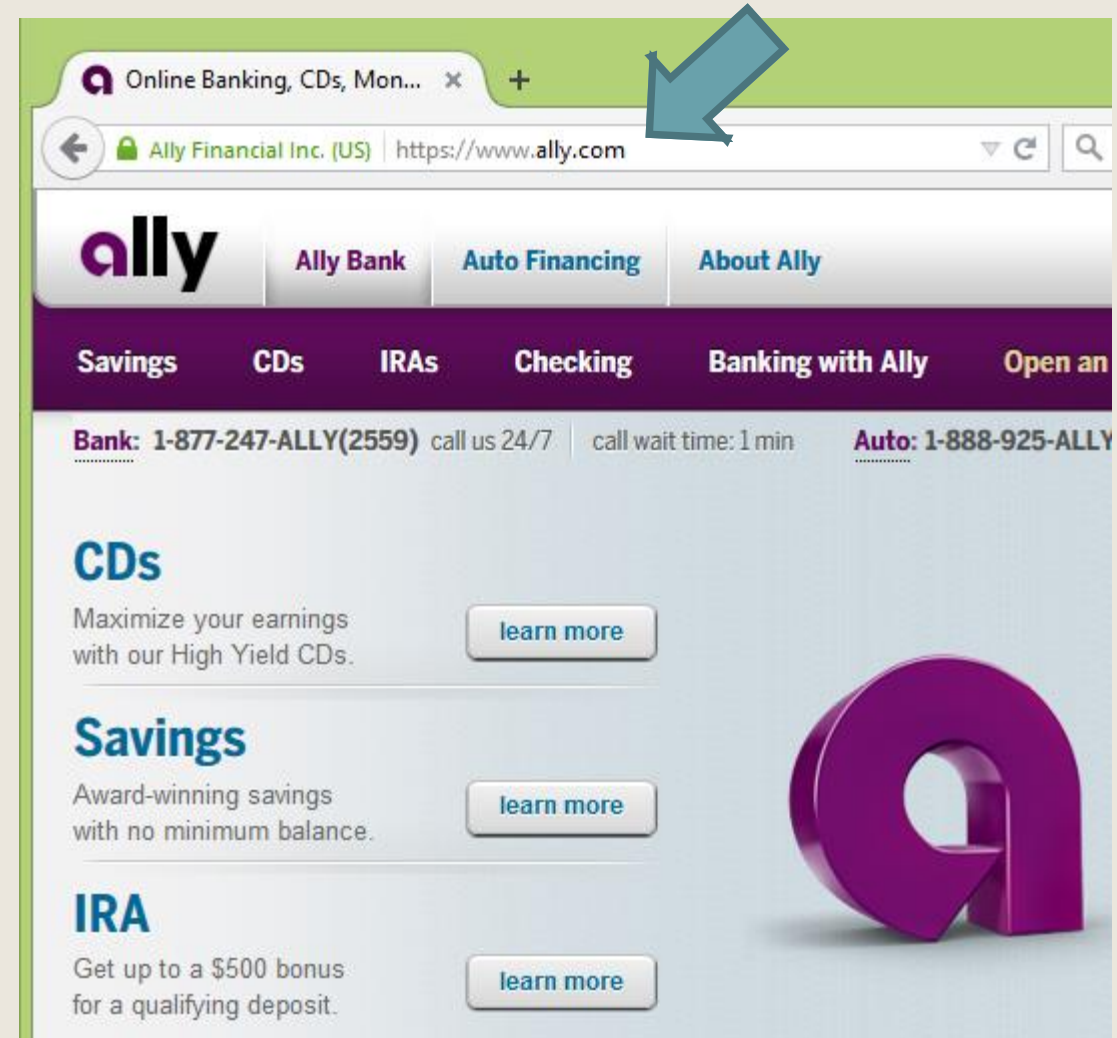 Online Banking, CDs, Mon...
Ally Financial Inc. (US) https://www.ally.com
ally Ally Bank Auto Financing About Ally
Savings CDs IRAs Checking Banking with Ally Open an
Bank: 1-877-247-ALLY(2559) call us 24/7 call wait time: 1 min Auto: 1-888-925-ALLY
CDs
Maximize your earnings
with our High Yield CDs.
learn more
Savings
Award-winning savings
with no minimum balance.
learn more
IRA
Get up to a $500 bonus
for a qualifying deposit.
learn more